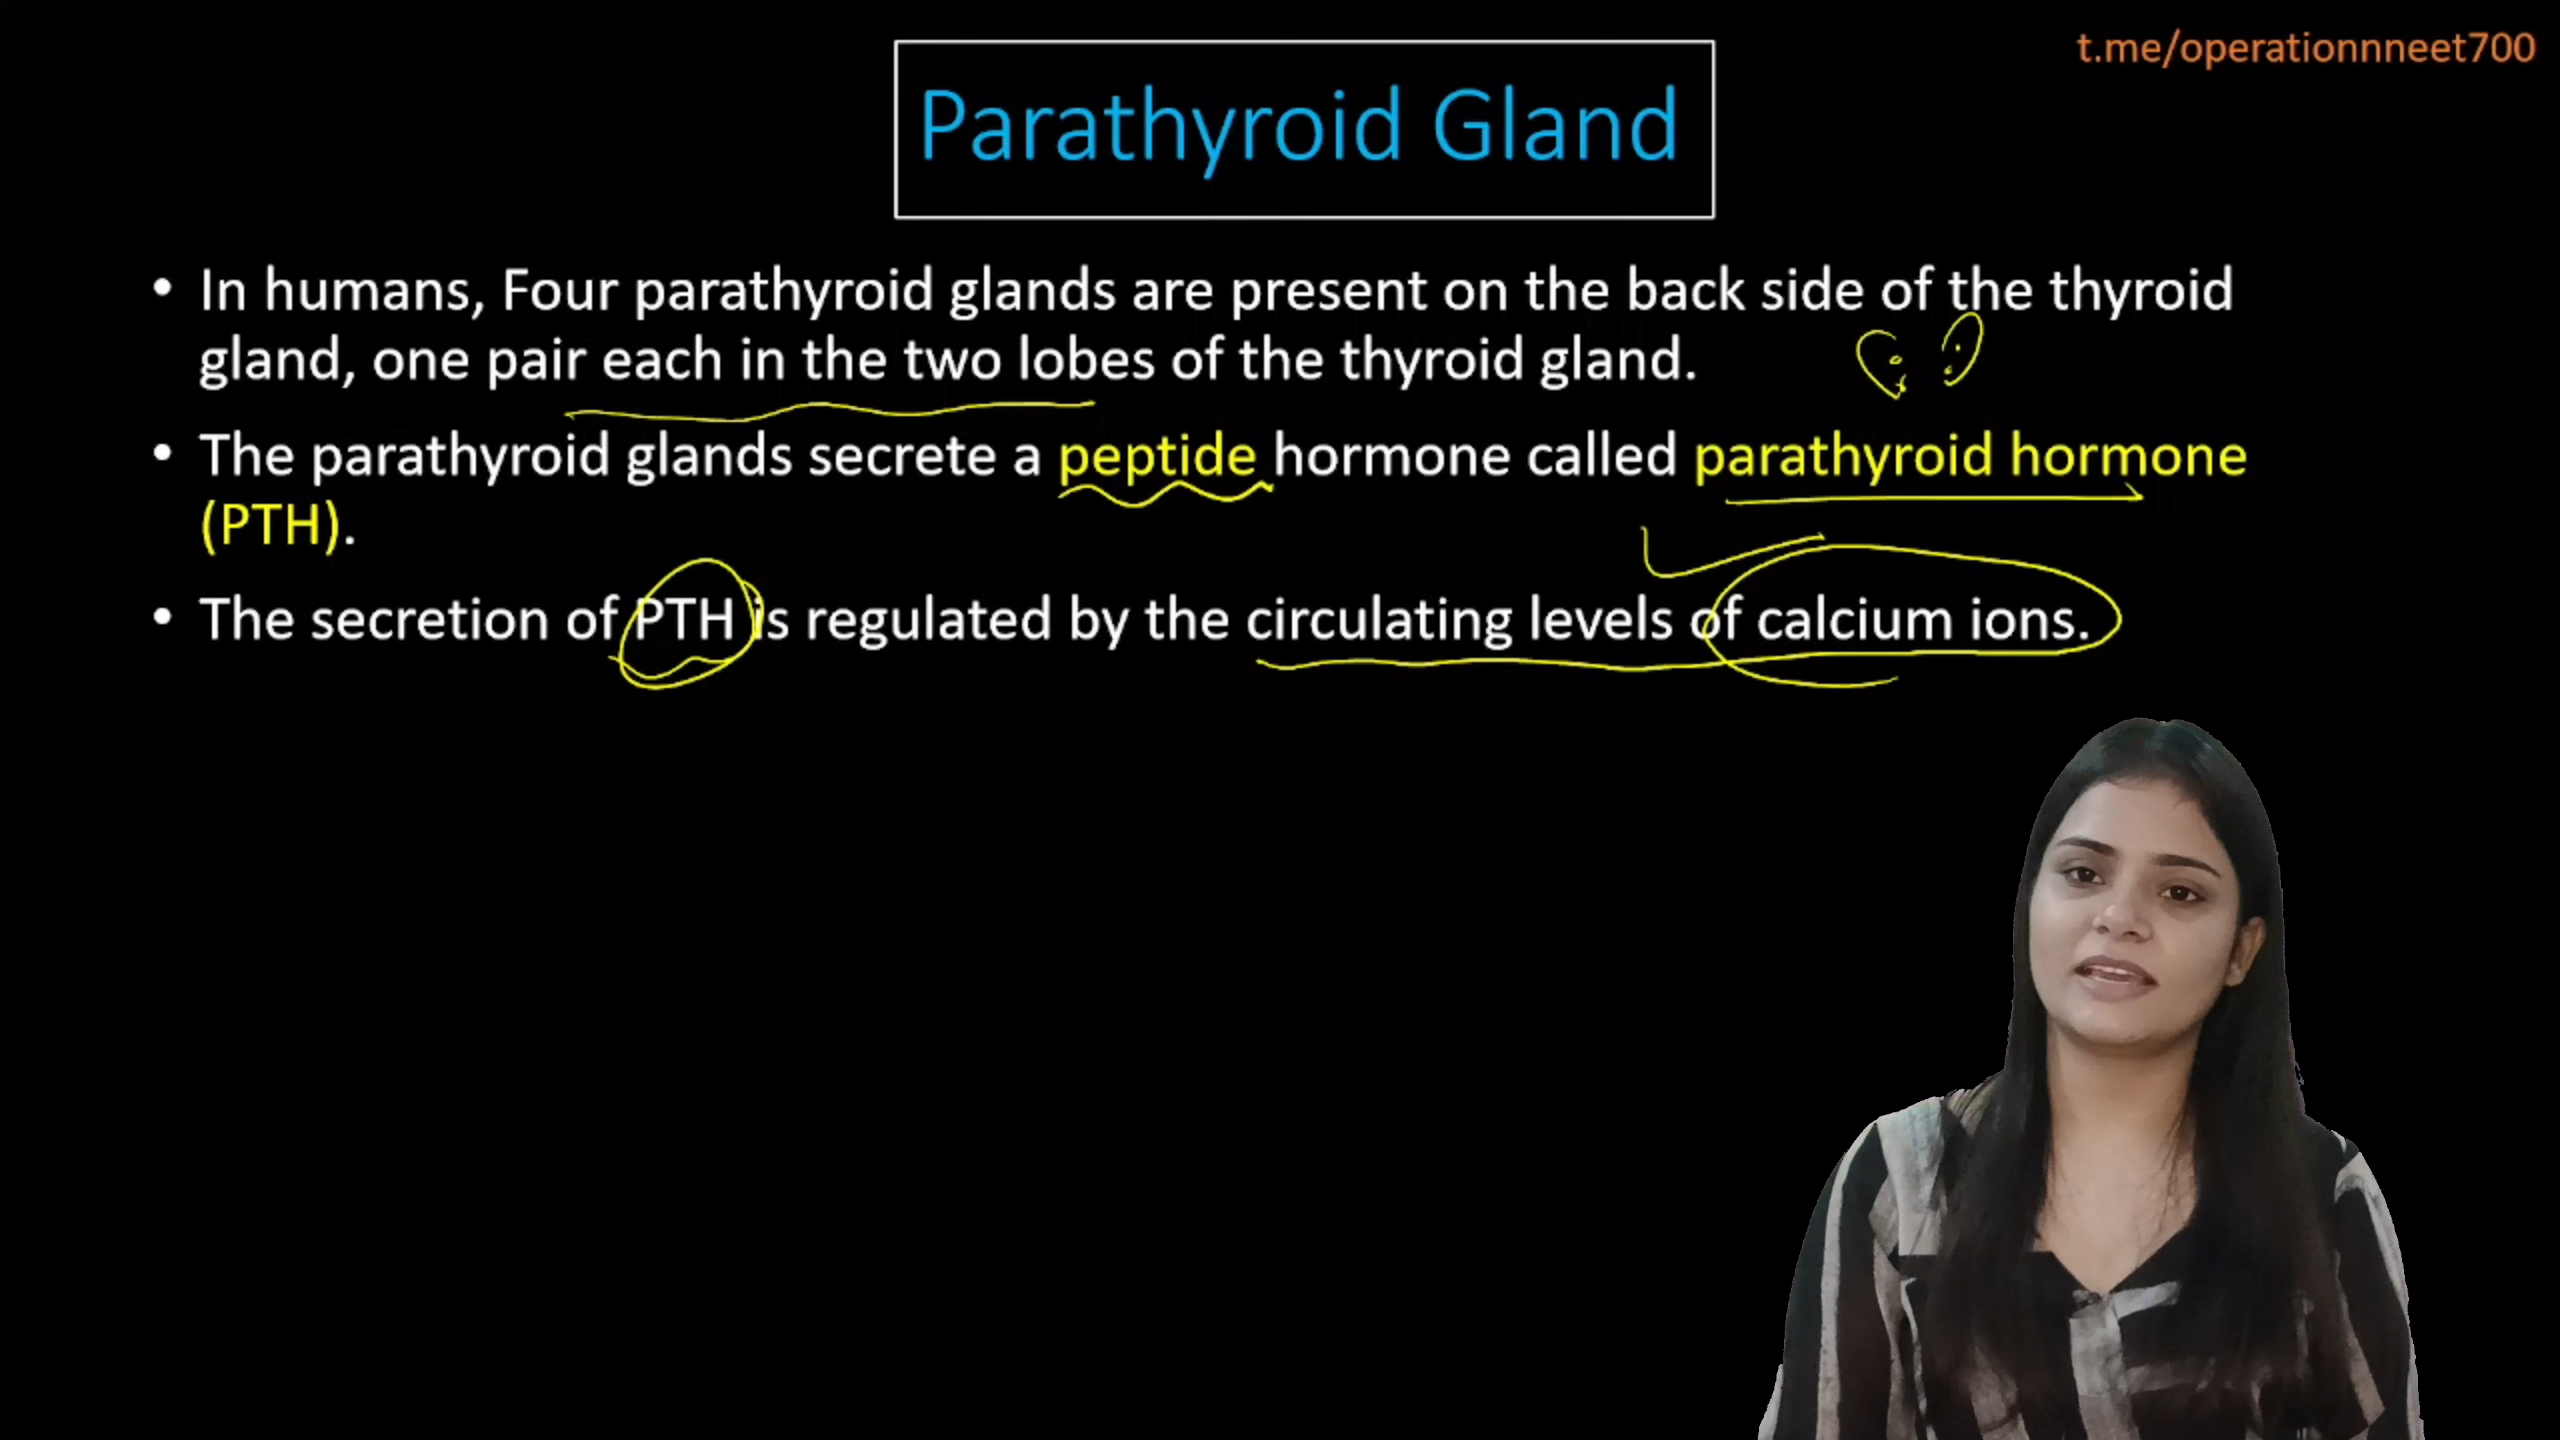 t.me/operationnneet700
Parathyroid Gland
• In humans, Four parathyroid glands are present on the back side of the thyroid
gland, one pair each in the two lobes of the thyroid gland.
• The parathyroid glands secrete a peptide hormone called parathyroid hormone
(PTH).
• The secretion of PTH is regulated by the circulating levels of calcium ions.